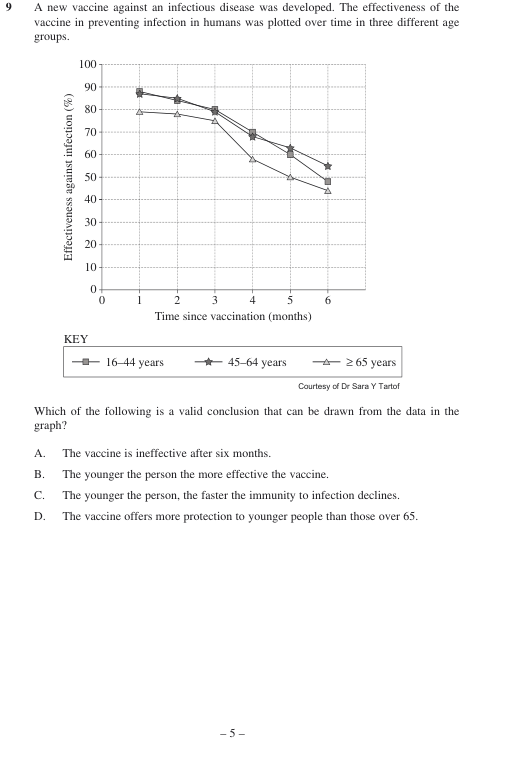 9 A new vaccine against an infectious disease was developed. The effectiveness of the
vaccine in preventing infection in humans was plotted over time in three different age
groups.
Effectiveness against infection (%)
100
90
80
70
60
50
40
30
20
10
0
0 1 2 3 4 5 6
Time since vaccination (months)
KEY
16–44 years 45–64 years ≥ 65 years
Courtesy of Dr Sara Y Tartof
Which of the following is a valid conclusion that can be drawn from the data in the
graph?
A. The vaccine is ineffective after six months.
B. The younger the person the more effective the vaccine.
C. The younger the person, the faster the immunity to infection declines.
D. The vaccine offers more protection to younger people than those over 65.
– 5 –